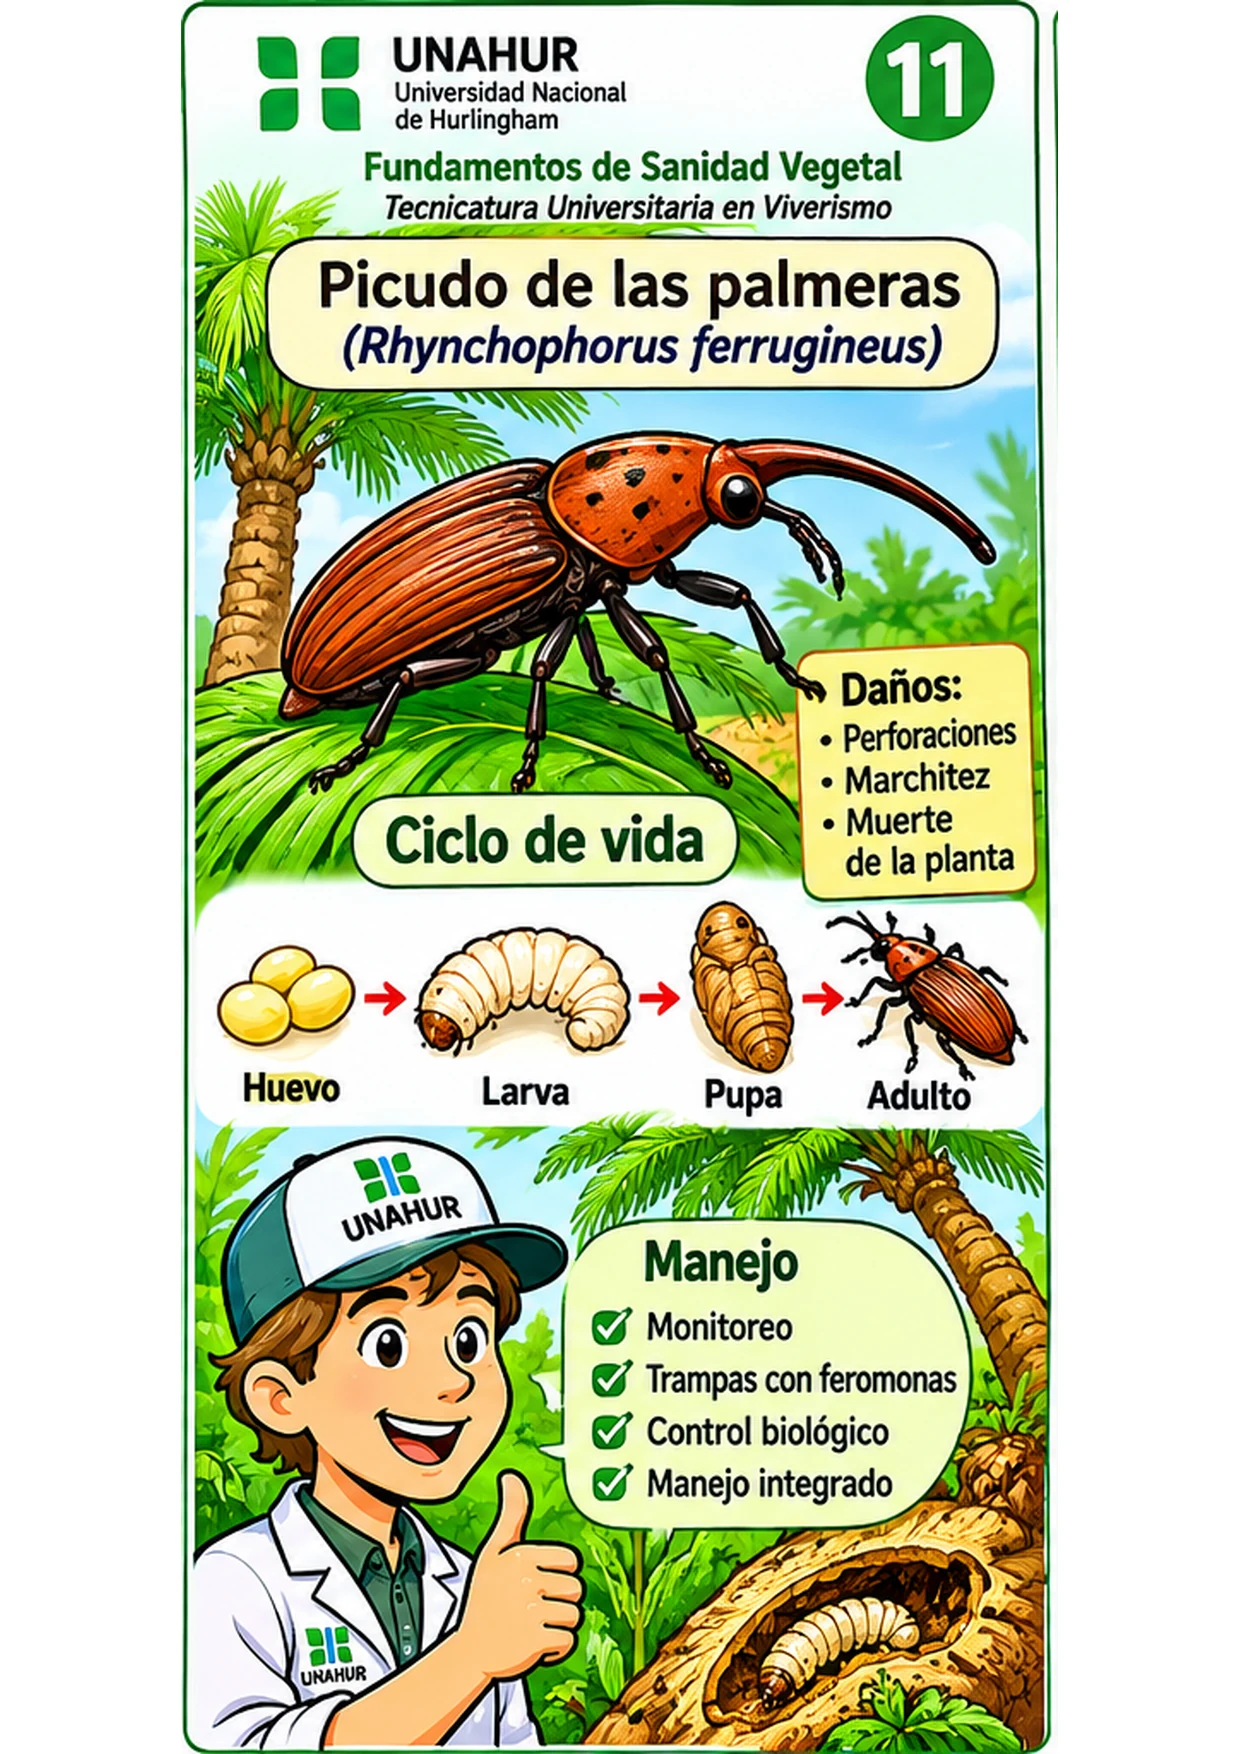 UNAHUR
Universidad Nacional
de Hurlingham
11
Fundamentos de Sanidad Vegetal
Tecnicatura Universitaria en Viverismo
Picudo de las palmeras
(Rhynchophorus ferrugineus)
Daños:
• Perforaciones
• Marchitez
• Muerte
de la planta
Ciclo de vida
Huevo
Larva
Pupa
Adulto
UNAHUR
Manejo
Monitoreo
Trampas con feromonas
Control biológico
Manejo integrado
UNAHUR